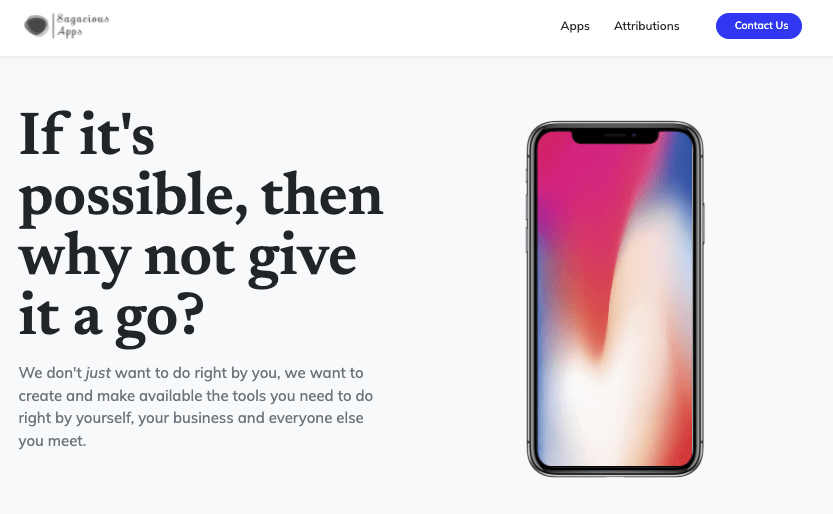 Sagacious
Apps
Apps
Attributions
Contact Us
If it's
possible, then
why not give
it a go?
We don't just want to do right by you, we want to
create and make available the tools you need to do
right by yourself, your business and everyone else
you meet.